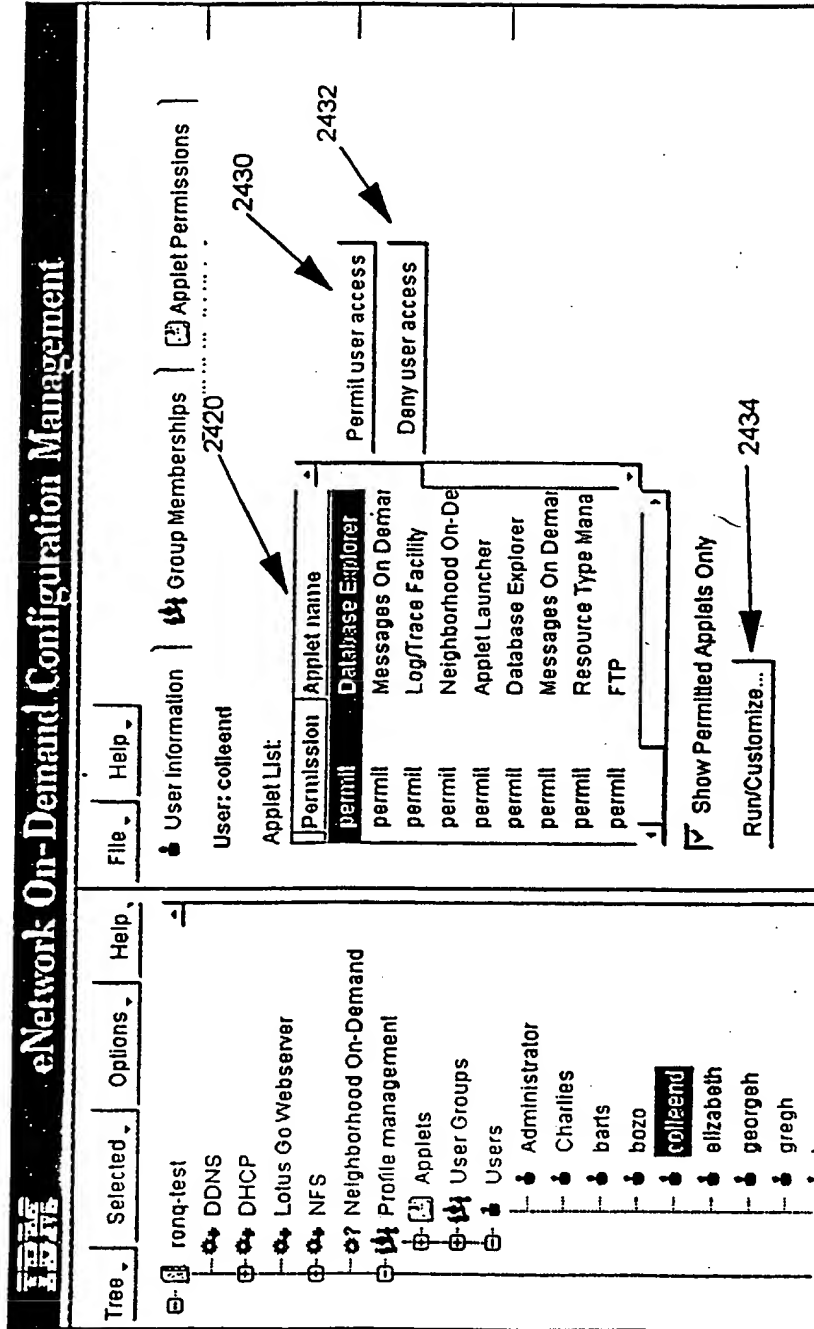 IBM eNetwork On-Demand Configuration Management
Tree Selected Options Help
ronq-test
DDNS
DHCP
Lotus Go Webserver
NFS
? Neighborhood On-Demand
Profile management
Applets
User Groups
Users
Administrator
Charlies
barts
bozo
colleend
elizabeth
georgeh
gregh
File Help
User Information
Group Memberships
Applet Permissions
User: colleend
2420
2430
2432
Applet List:
Permission Applet name
permit Database Explorer
permit Messages On Demar
permit Log/Trace Facility
permit Neighborhood On-De
permit Applet Launcher
permit Database Explorer
permit Messages On Demar
permit Resource Type Mana
permit FTP
Permit user access
Deny user access
Show Permitted Applets Only
Run/Customize...
2434